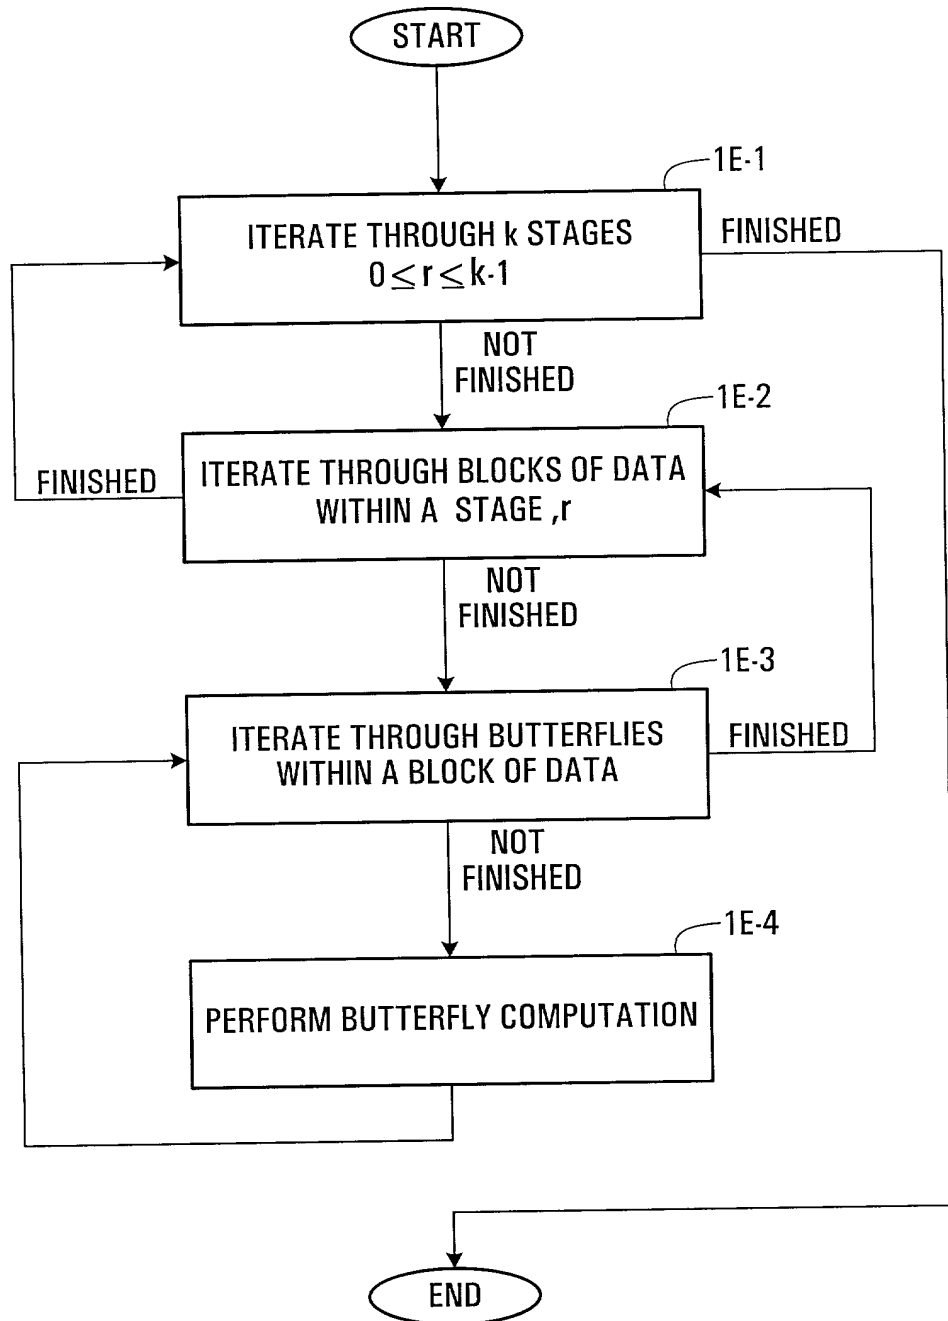 START
1E-1
ITERATE THROUGH k STAGES
0 ≤ r ≤ k-1
FINISHED
NOT
FINISHED
1E-2
ITERATE THROUGH BLOCKS OF DATA
WITHIN A STAGE ,r
FINISHED
NOT
FINISHED
1E-3
ITERATE THROUGH BUTTERFLIES
WITHIN A BLOCK OF DATA
FINISHED
NOT
FINISHED
1E-4
PERFORM BUTTERFLY COMPUTATION
END